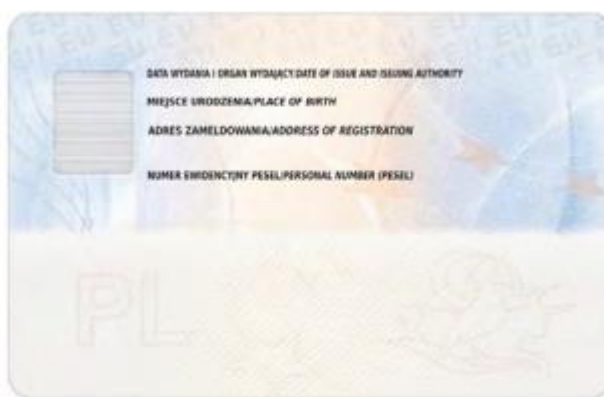 DATA WYDANIA I ORGAN WYDAJĄCY/DATE OF ISSUE AND ISSUING AUTHORITY
MIEJSCE URODZENIA/PLACE OF BIRTH
ADRES ZAMELDOWANIA/ADDRESS OF REGISTRATION
NUMER EWIDENCYJNY PESEL/PERSONAL NUMBER (PESEL)
PL